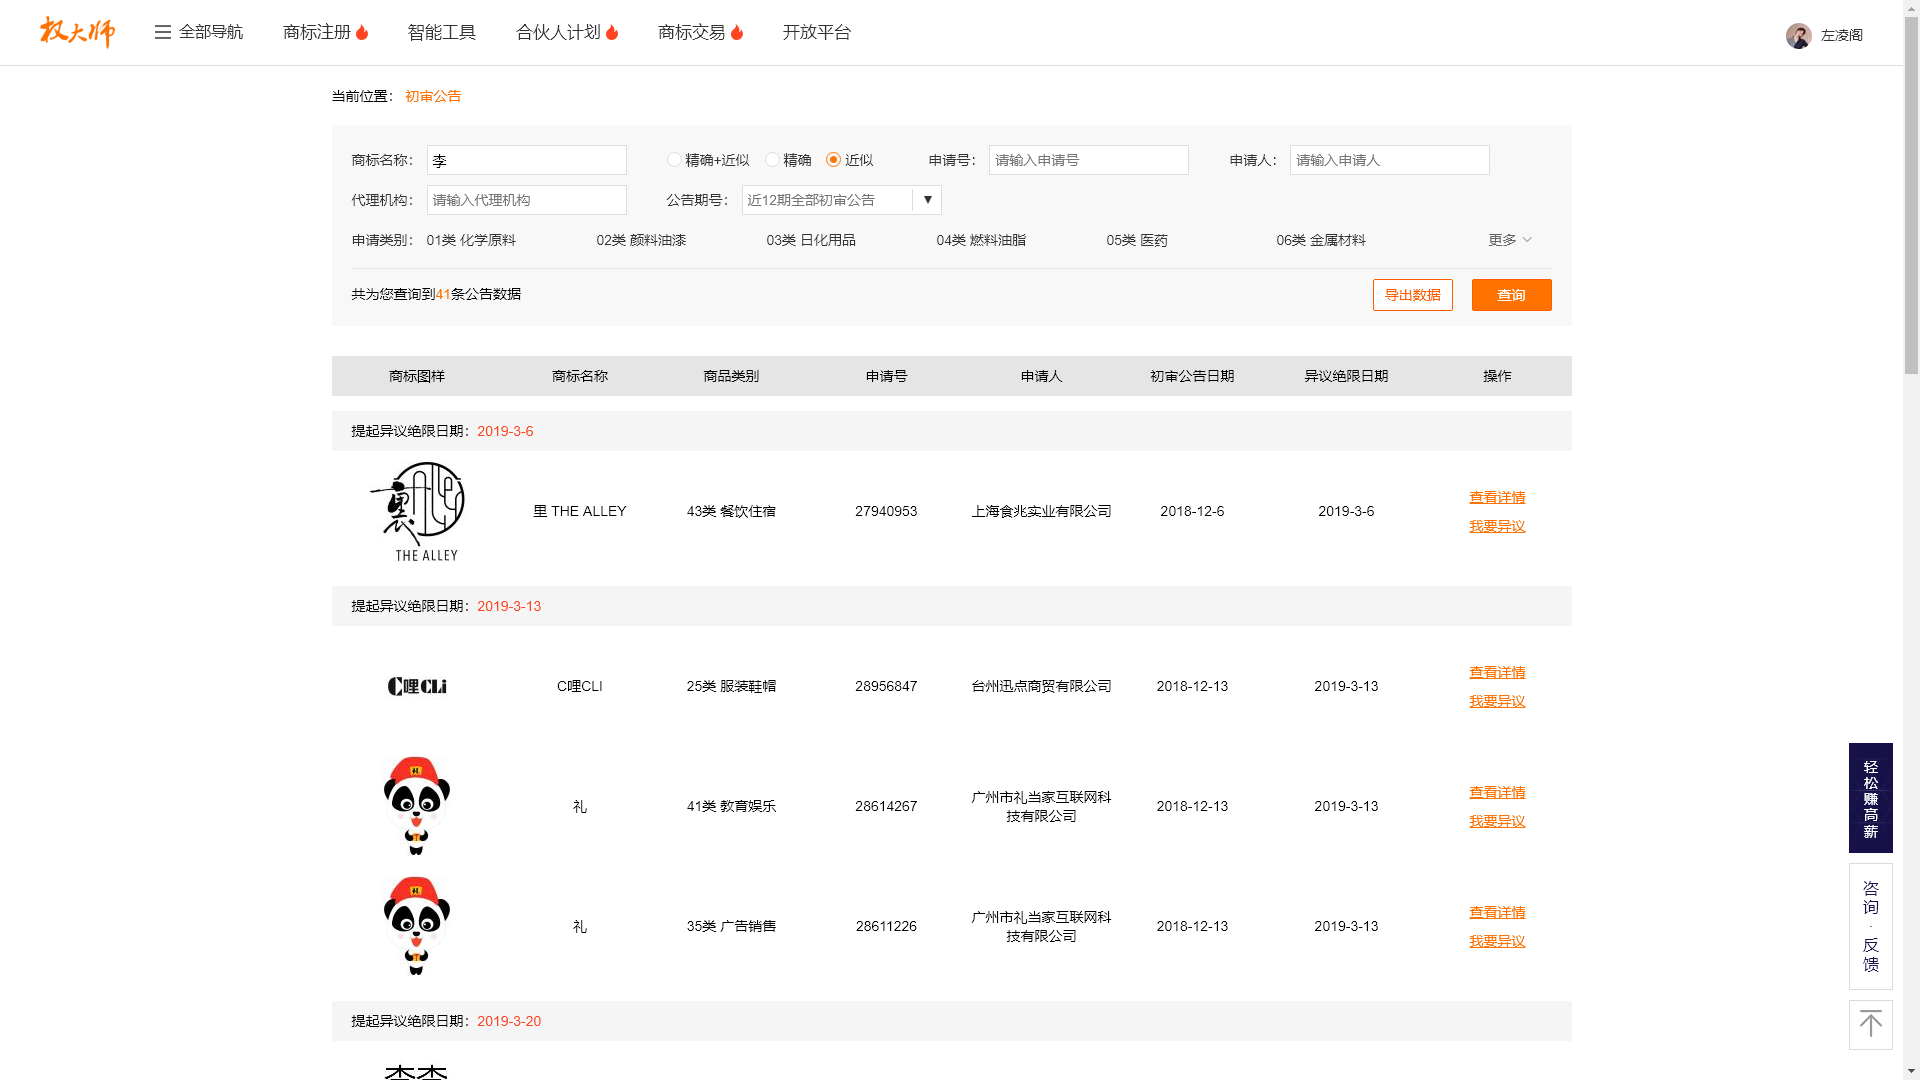 权大师 全部导航 商标注册 智能工具 合伙人计划 商标交易 开放平台 左凌阁
当前位置： 初审公告
商标名称： 李 精确+近似 精确 近似 申请号： 请输入申请号 申请人： 请输入申请人
代理机构： 请输入代理机构 公告期号： 近12期全部初审公告 ▼
申请类别： 01类 化学原料 02类 颜料油漆 03类 日化用品 04类 燃料油脂 05类 医药 06类 金属材料 更多
共为您查询到41条公告数据 导出数据 查询
商标图样 商标名称 商品类别 申请号 申请人 初审公告日期 异议绝限日期 操作
提起异议绝限日期：2019-3-6
裏 THE ALLEY
里 THE ALLEY 43类 餐饮住宿 27940953 上海食兆实业有限公司 2018-12-6 2019-3-6 查看详情
我要异议
提起异议绝限日期：2019-3-13
C哩CLi C哩CLI 25类 服装鞋帽 28956847 台州迅点商贸有限公司 2018-12-13 2019-3-13 查看详情
我要异议
礼 礼 41类 教育娱乐 28614267 广州市礼当家互联网科技有限公司 2018-12-13 2019-3-13 查看详情
我要异议
礼 礼 35类 广告销售 28611226 广州市礼当家互联网科技有限公司 2018-12-13 2019-3-13 查看详情
我要异议
提起异议绝限日期：2019-3-20
轻松赚高薪
咨询·反馈